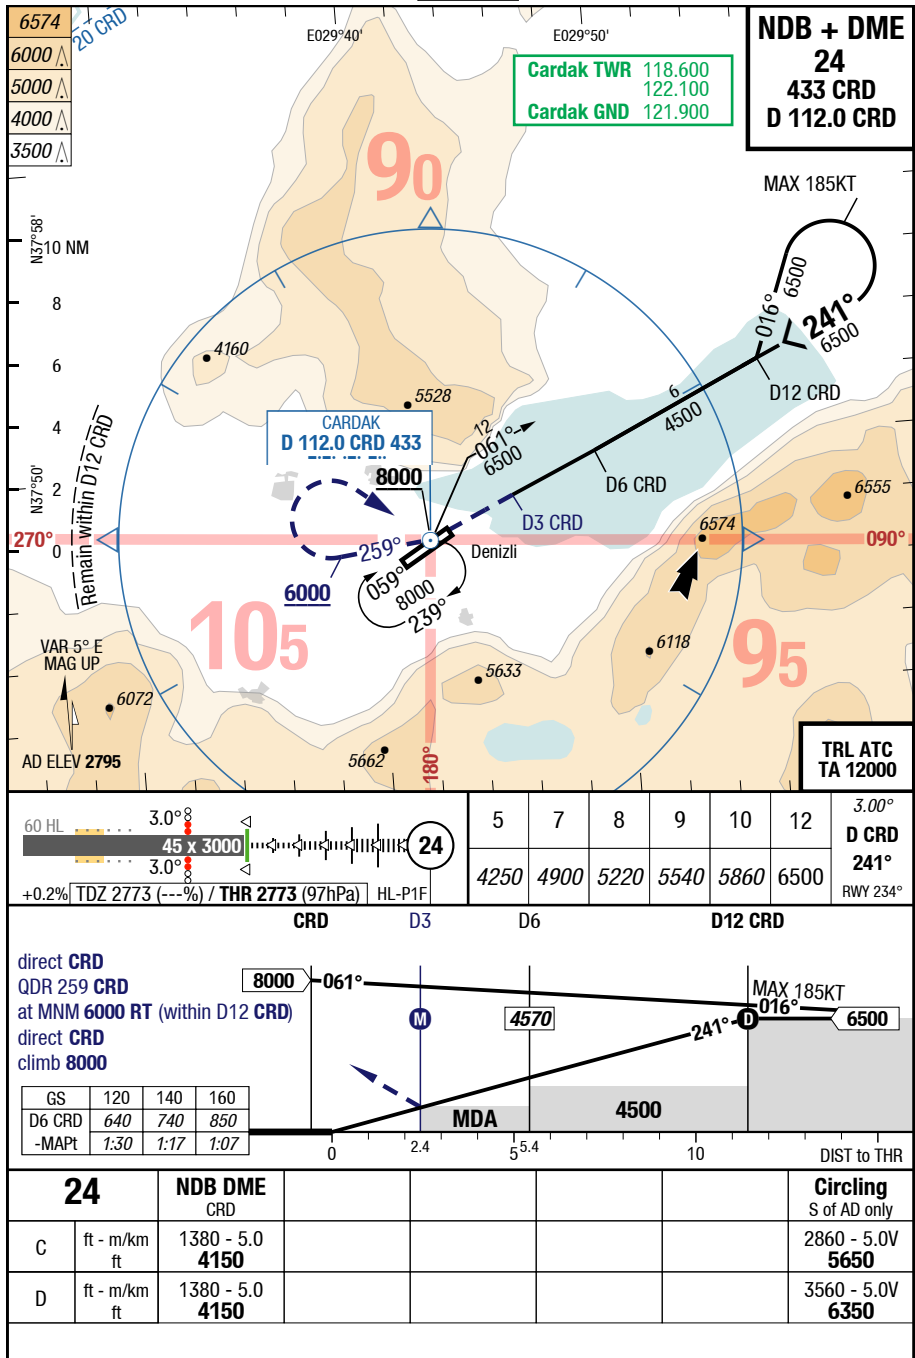 6574
6000
5000
4000
3500
20 CRD
E029°40'
E029°50'
Cardak TWR 118.600
122.100
Cardak GND 121.900
NDB + DME
24
433 CRD
D 112.0 CRD
90
MAX 185KT
N37°58'
10 NM
8
6
4
2
0
N37°50'
016°
6500
241°
6500
D12 CRD
4160
5528
6
4500
CARDAK
D 112.0 CRD 433
12
061°
6500
8000
D6 CRD
D3 CRD
6555
6574
Remain within D12 CRD
270°
090°
259°
Denizli
6000
059°
8000
239°
105
95
6118
VAR 5° E
MAG UP
5633
6072
5662
180°
AD ELEV 2795
TRL ATC
TA 12000
60 HL
3.0°
45 x 3000
3.0°
24
+0.2% TDZ 2773 (---%) / THR 2773 (97hPa) HL-P1F
5 7 8 9 10 12
4250 4900 5220 5540 5860 6500
3.00°
D CRD
241°
RWY 234°
CRD D3 D6 D12 CRD
direct CRD
QDR 259 CRD
at MNM 6000 RT (within D12 CRD)
direct CRD
climb 8000
8000 061°
MAX 185KT
016°
M 4570 241° D 6500
MDA 4500
GS 120 140 160
D6 CRD 640 740 850
-MAPt 1:30 1:17 1:07
0 2.4 5 5.4 10 DIST to THR
24 NDB DME Circling
CRD S of AD only
C ft - m/km 1380 - 5.0 2860 - 5.0V
ft 4150 5650
D ft - m/km 1380 - 5.0 3560 - 5.0V
ft 4150 6350